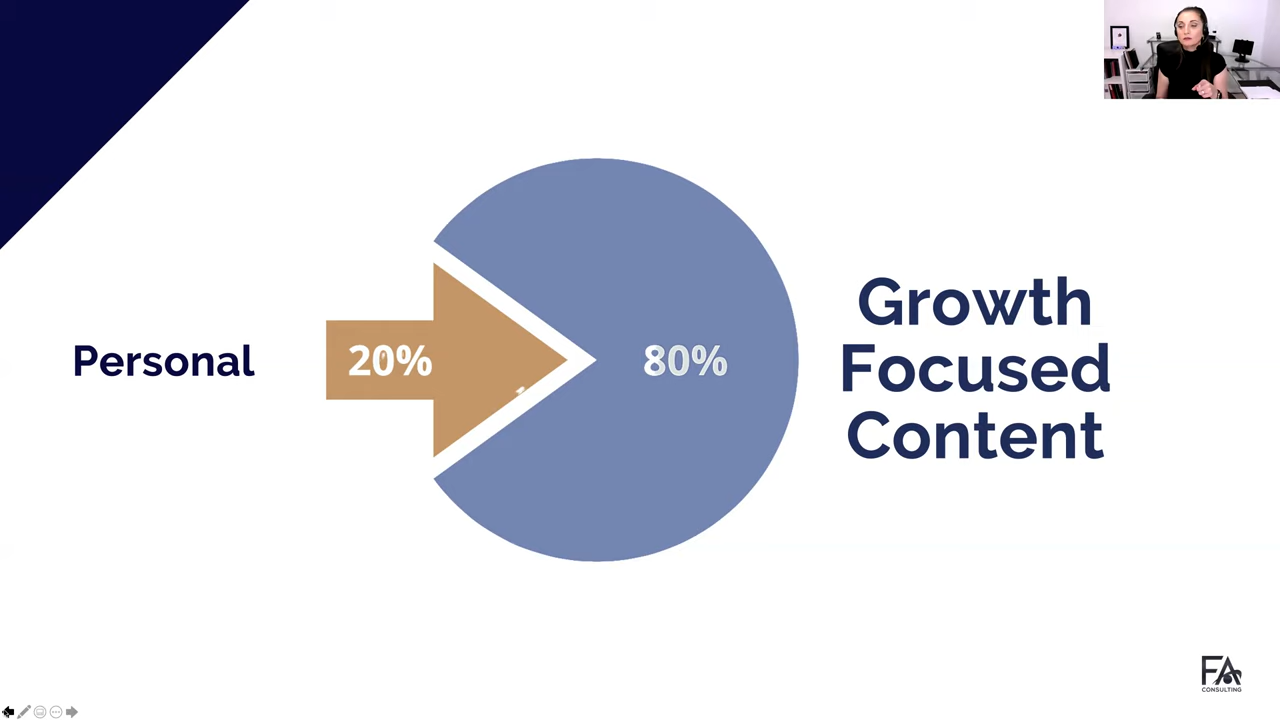 Personal
20%
80%
Growth
Focused
Content
FA
CONSULTING